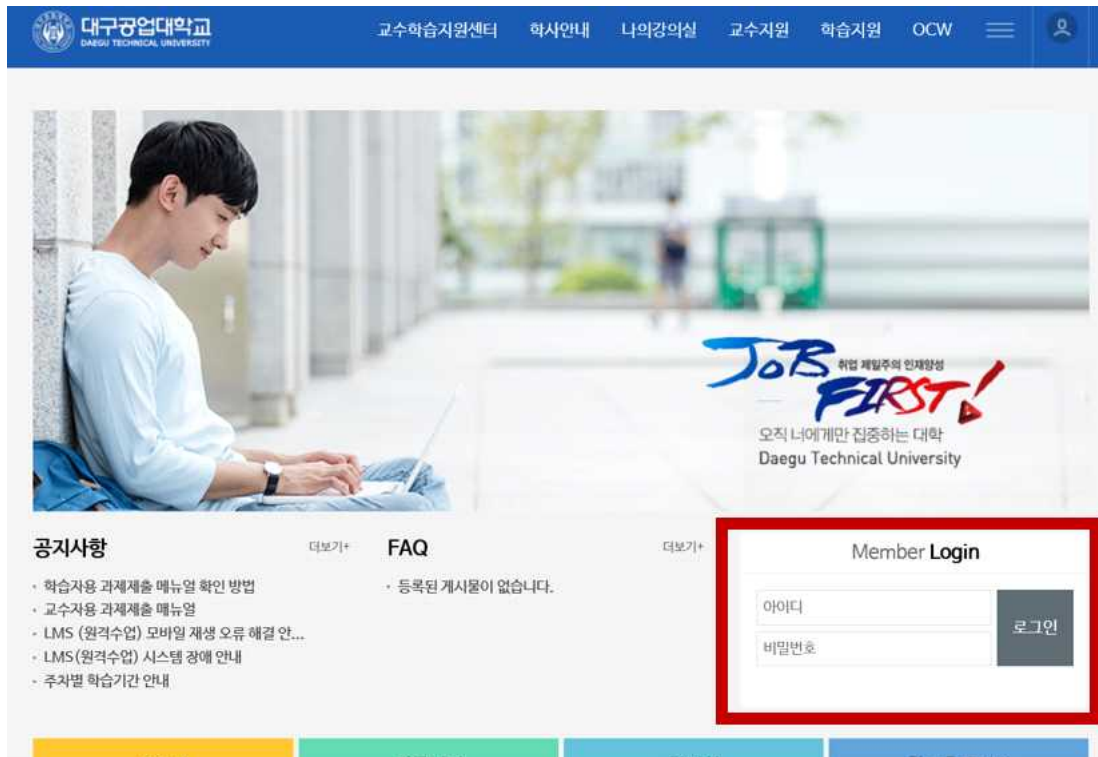 대구공업대학교
DAEGU TECHNICAL UNIVERSITY
교수학습지원센터 학사안내 나의강의실 교수지원 학습지원 OCW
JOB 취업 제일주의 인재양성
FIRST!
오직 너에게만 집중하는 대학
Daegu Technical University
공지사항 더보기+
· 학습자용 과제제출 메뉴얼 확인 방법
· 교수자용 과제제출 매뉴얼
· LMS (원격수업) 모바일 재생 오류 해결 안...
· LMS(원격수업) 시스템 장애 안내
· 주차별 학습기간 안내
FAQ 더보기+
· 등록된 게시물이 없습니다.
Member Login
아이디
비밀번호
로그인